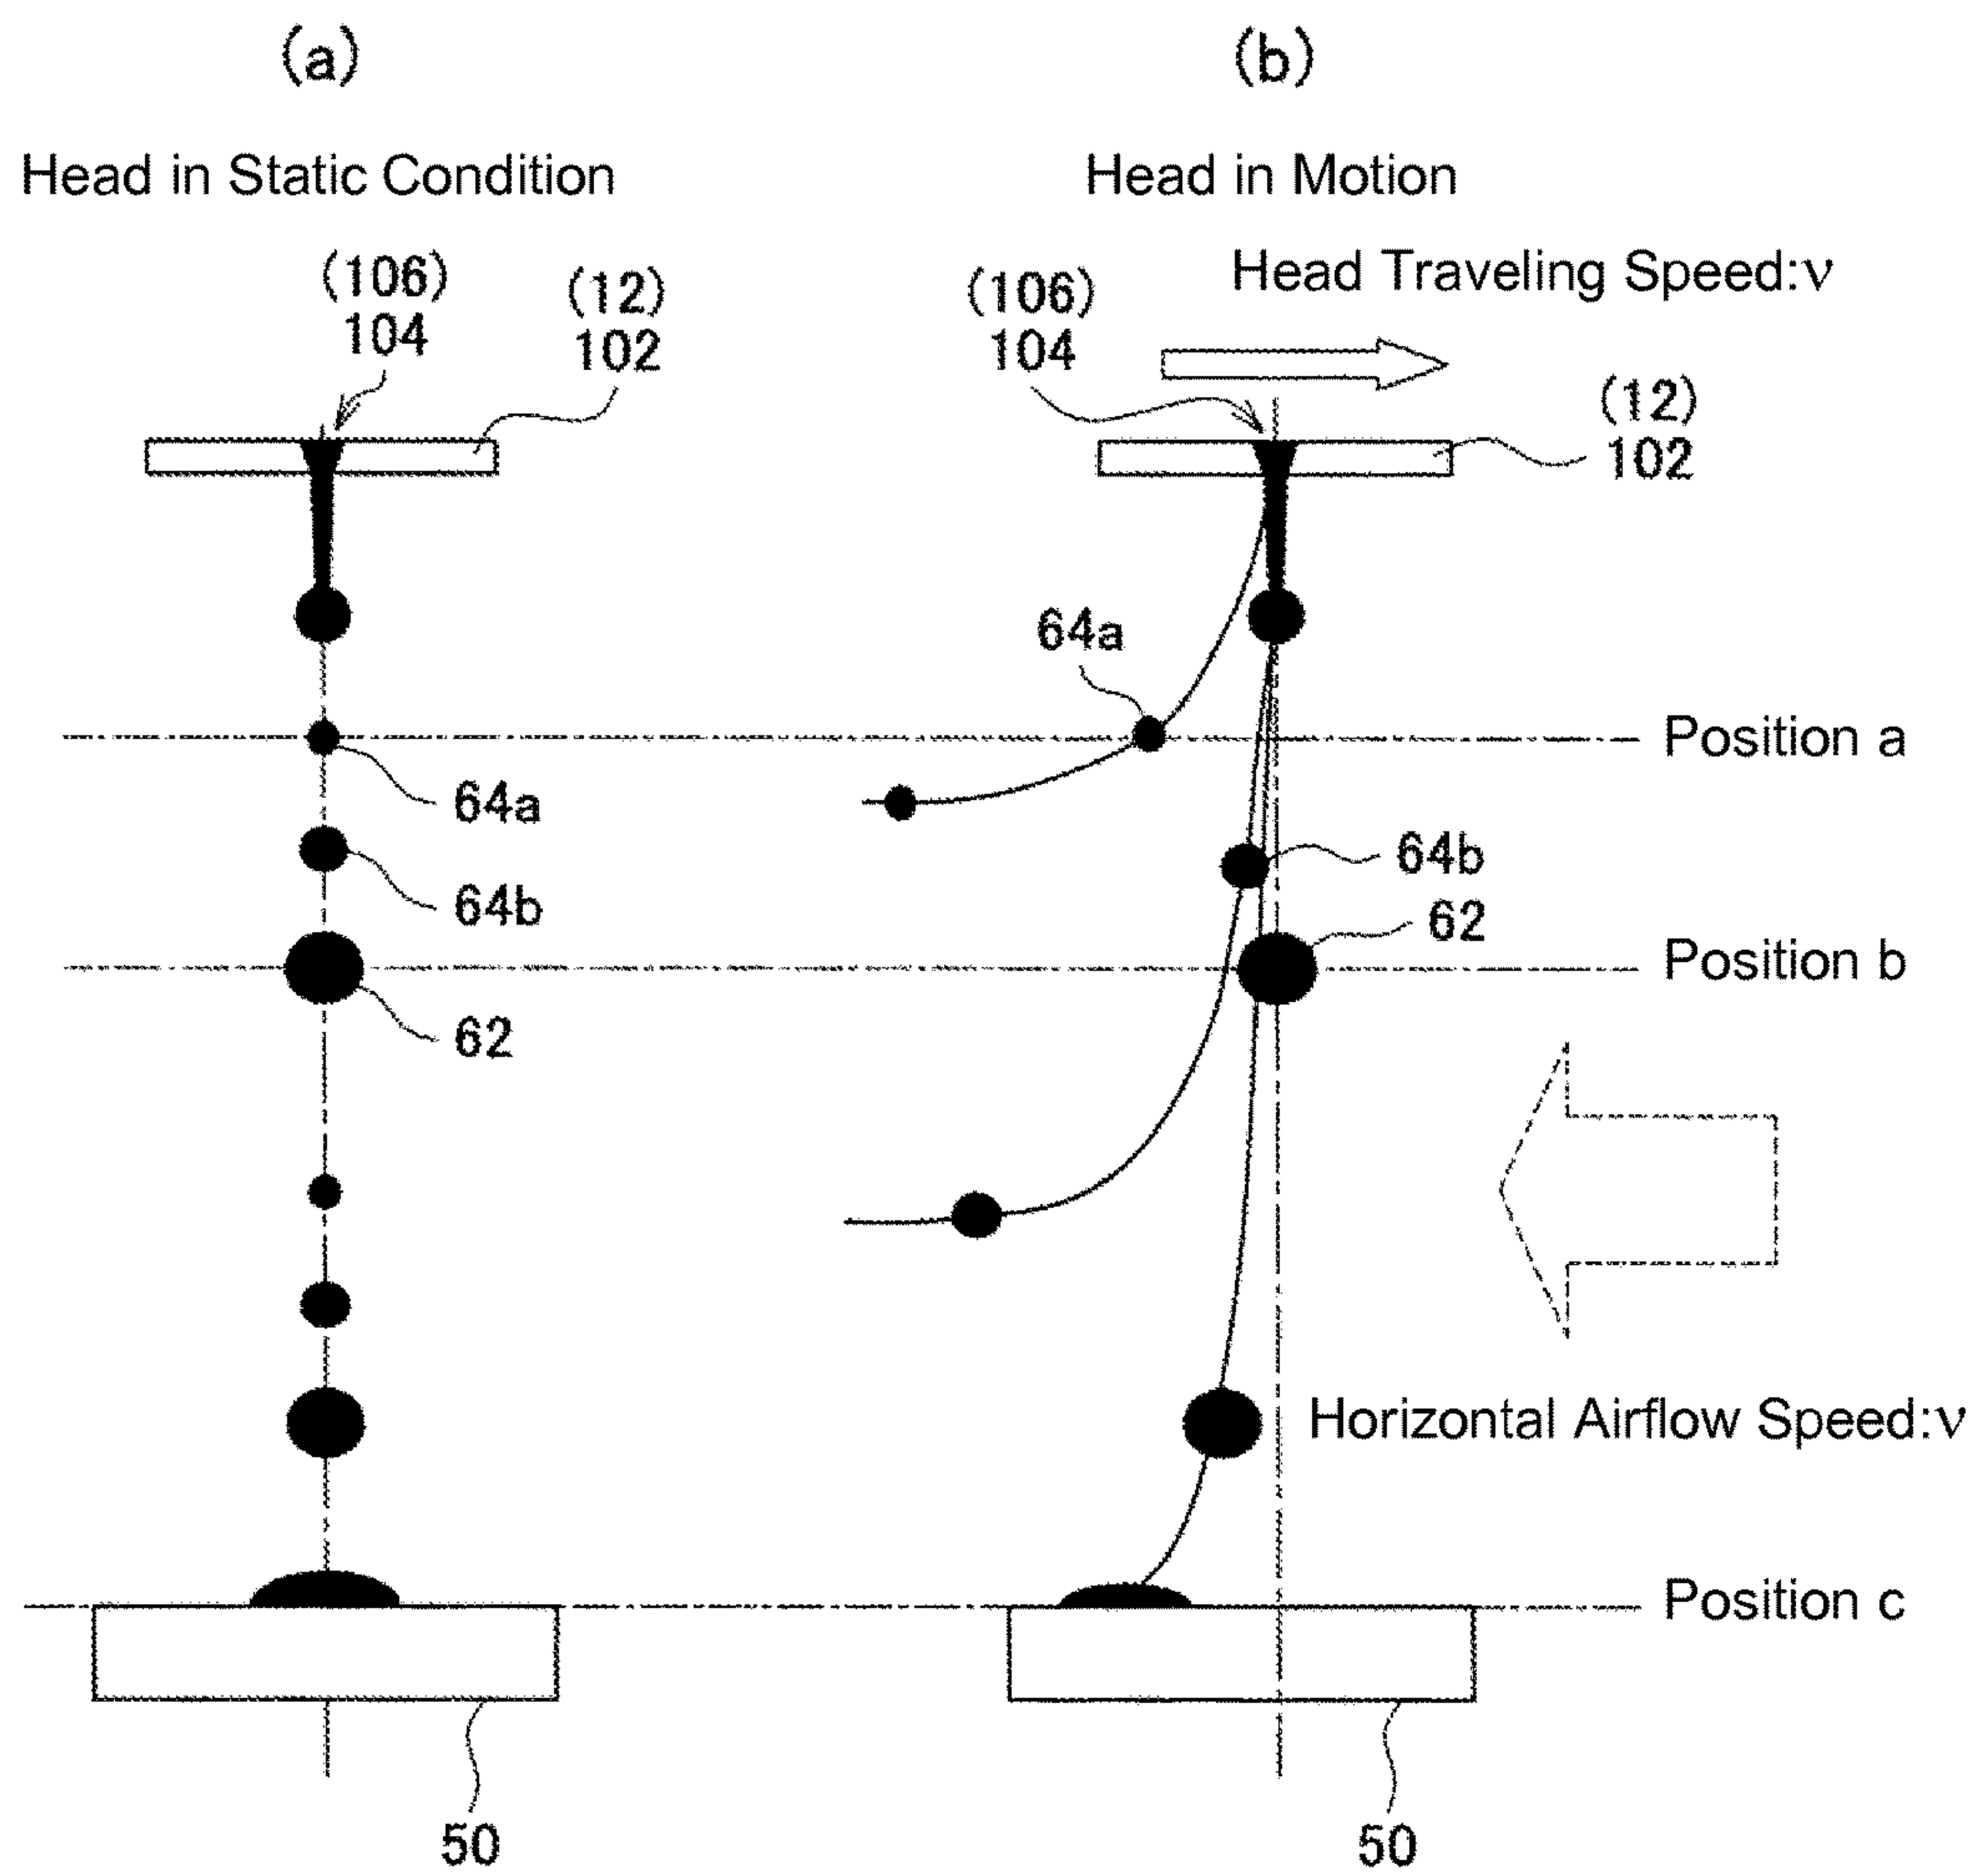 (a)
Head in Static Condition
(106)
104
(12)
102
64a
64b
62
50
(b)
Head in Motion
Head Traveling Speed:ν
(106)
104
(12)
102
64a
Position a
64b
62
Position b
Horizontal Airflow Speed:ν
Position c
50